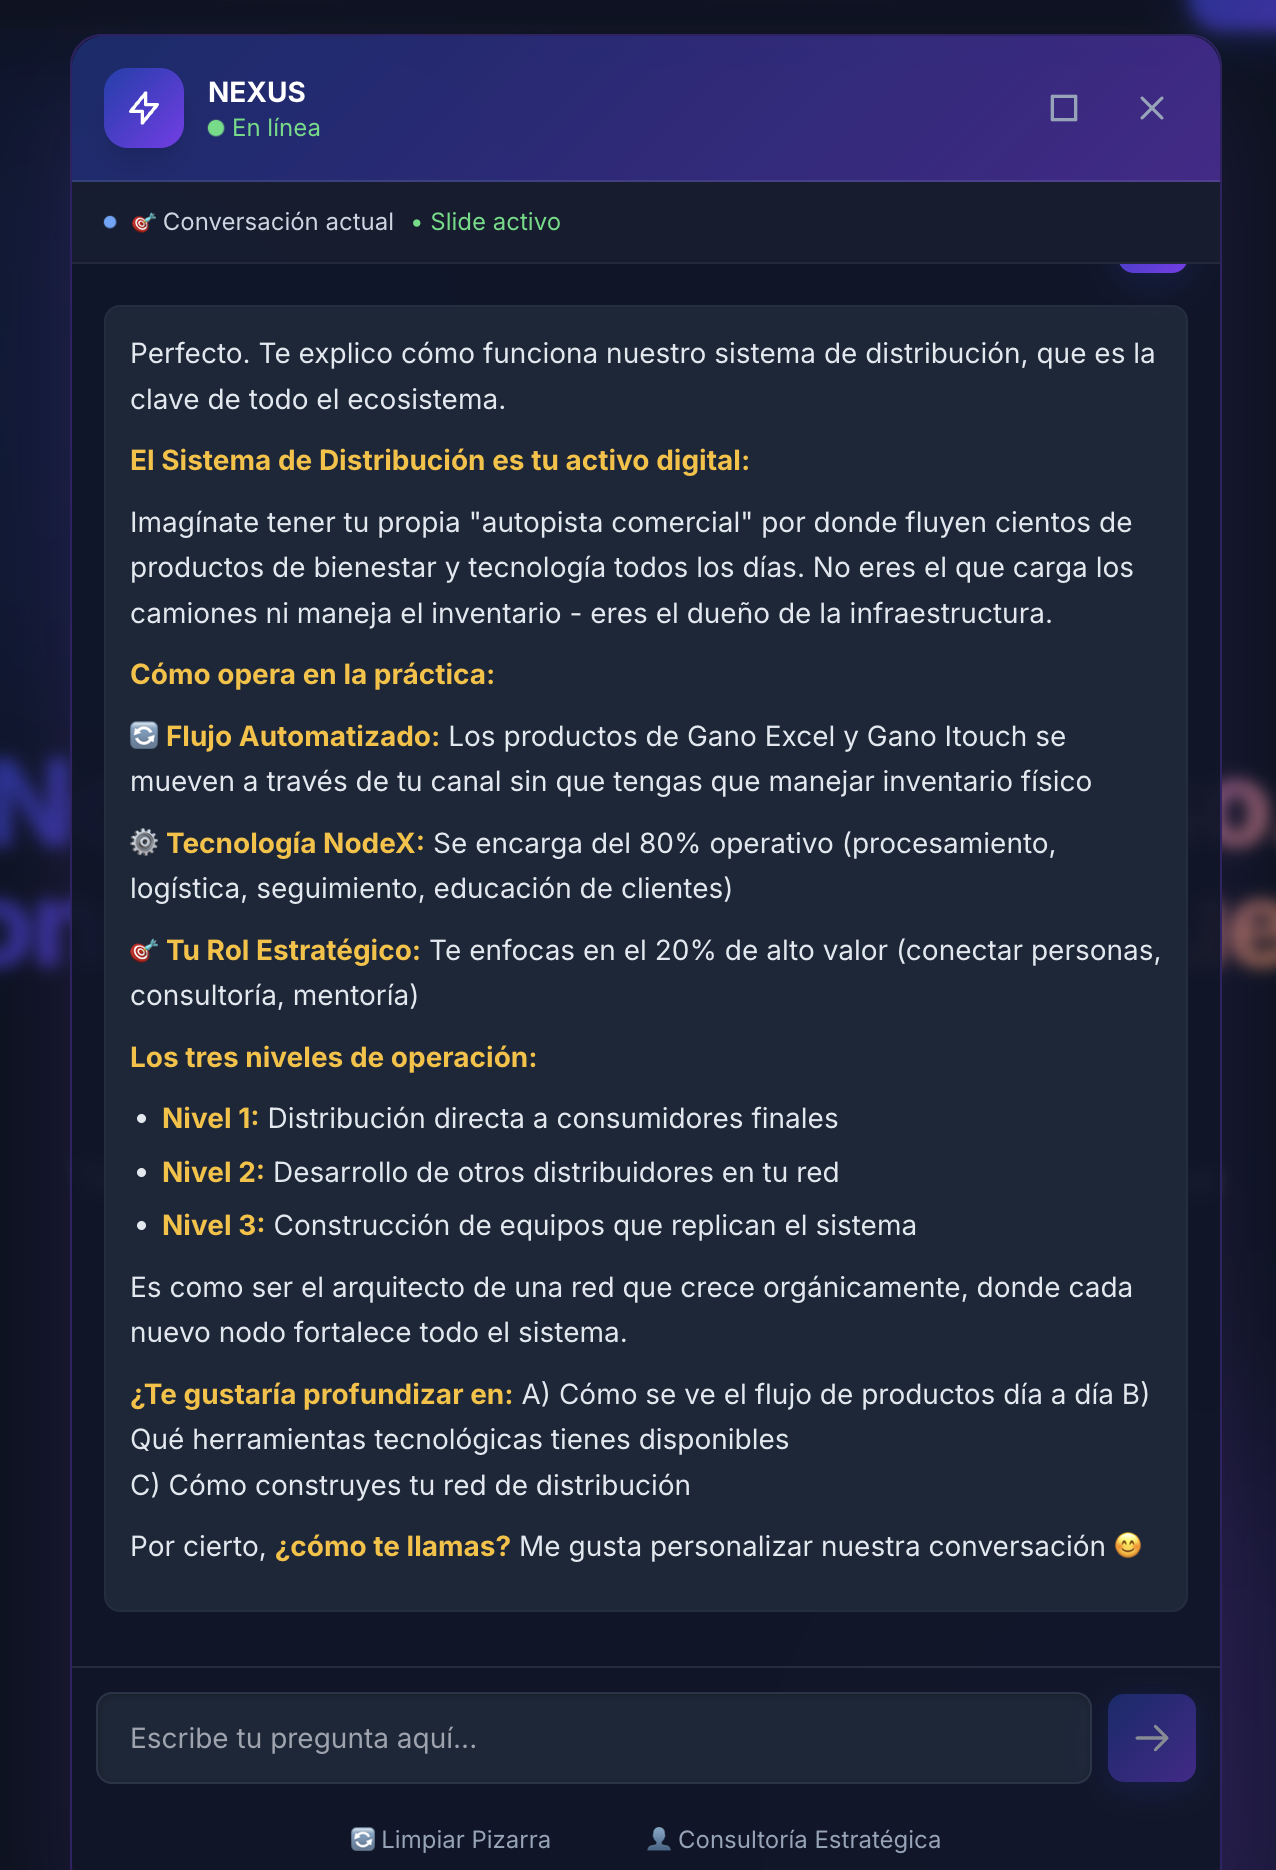 NEXUS
En línea
🎯 Conversación actual • Slide activo
Perfecto. Te explico cómo funciona nuestro sistema de distribución, que es la
clave de todo el ecosistema.
El Sistema de Distribución es tu activo digital:
Imagínate tener tu propia "autopista comercial" por donde fluyen cientos de
productos de bienestar y tecnología todos los días. No eres el que carga los
camiones ni maneja el inventario - eres el dueño de la infraestructura.
Cómo opera en la práctica:
🔄 Flujo Automatizado: Los productos de Gano Excel y Gano Itouch se
mueven a través de tu canal sin que tengas que manejar inventario físico
⚙️ Tecnología NodeX: Se encarga del 80% operativo (procesamiento,
logística, seguimiento, educación de clientes)
🎯 Tu Rol Estratégico: Te enfocas en el 20% de alto valor (conectar personas,
consultoría, mentoría)
Los tres niveles de operación:
• Nivel 1: Distribución directa a consumidores finales
• Nivel 2: Desarrollo de otros distribuidores en tu red
• Nivel 3: Construcción de equipos que replican el sistema
Es como ser el arquitecto de una red que crece orgánicamente, donde cada
nuevo nodo fortalece todo el sistema.
¿Te gustaría profundizar en: A) Cómo se ve el flujo de productos día a día B)
Qué herramientas tecnológicas tienes disponibles
C) Cómo construyes tu red de distribución
Por cierto, ¿cómo te llamas? Me gusta personalizar nuestra conversación 😊
Escribe tu pregunta aquí...
🔄 Limpiar Pizarra 👤 Consultoría Estratégica